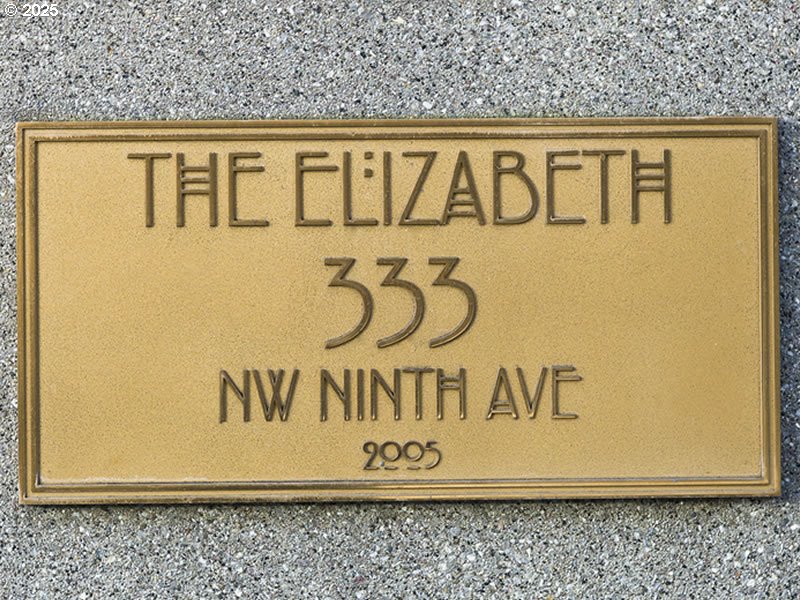 © 2025
THE ELIZABETH
333
NW NINTH AVE
2005